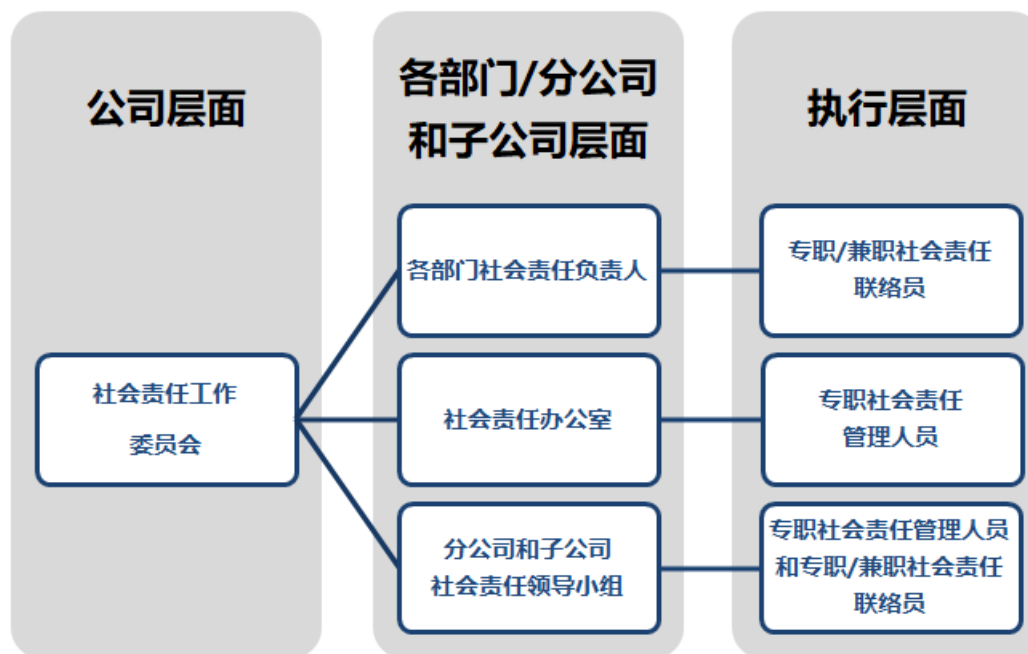 公司层面
各部门/分公司
和子公司层面
执行层面
社会责任工作
委员会
各部门社会责任负责人
社会责任办公室
分公司和子公司
社会责任领导小组
专职/兼职社会责任
联络员
专职社会责任
管理人员
专职社会责任管理人员
和专职/兼职社会责任
联络员